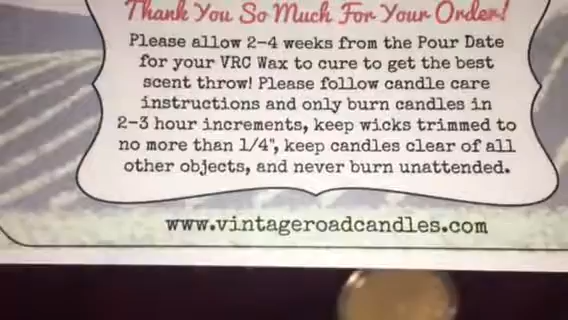 Thank You So Much For Your Order!
Please allow 2-4 weeks from the Pour Date
for your VRC Wax to cure to get the best
scent throw! Please follow candle care
instructions and only burn candles in
2-3 hour increments, keep wicks trimmed to
no more than 1/4", keep candles clear of all
other objects, and never burn unattended.
www.vintageroadcandles.com